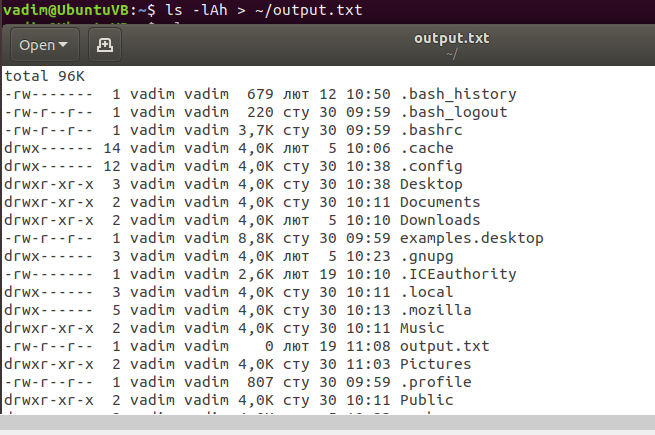 vadim@UbuntuVB:~$ ls -lAh > ~/output.txt
Open
output.txt
~/
total 96K
-rw-------  1 vadim vadim  679 лют 12 10:50 .bash_history
-rw-r--r--  1 vadim vadim  220 сту 30 09:59 .bash_logout
-rw-r--r--  1 vadim vadim 3,7K сту 30 09:59 .bashrc
drwx------ 14 vadim vadim 4,0K лют  5 10:06 .cache
drwx------ 12 vadim vadim 4,0K сту 30 10:38 .config
drwxr-xr-x  3 vadim vadim 4,0K сту 30 10:38 Desktop
drwxr-xr-x  2 vadim vadim 4,0K сту 30 10:11 Documents
drwxr-xr-x  2 vadim vadim 4,0K лют  5 10:10 Downloads
-rw-r--r--  1 vadim vadim 8,8K сту 30 09:59 examples.desktop
drwx------  3 vadim vadim 4,0K лют  5 10:23 .gnupg
-rw-------  1 vadim vadim 2,6K лют 19 10:10 .ICEauthority
drwx------  3 vadim vadim 4,0K сту 30 10:11 .local
drwx------  5 vadim vadim 4,0K сту 30 10:13 .mozilla
drwxr-xr-x  2 vadim vadim 4,0K сту 30 10:11 Music
-rw-r--r--  1 vadim vadim    0 лют 19 11:08 output.txt
drwxr-xr-x  2 vadim vadim 4,0K сту 30 11:03 Pictures
-rw-r--r--  1 vadim vadim  807 сту 30 09:59 .profile
drwxr-xr-x  2 vadim vadim 4,0K сту 30 10:11 Public